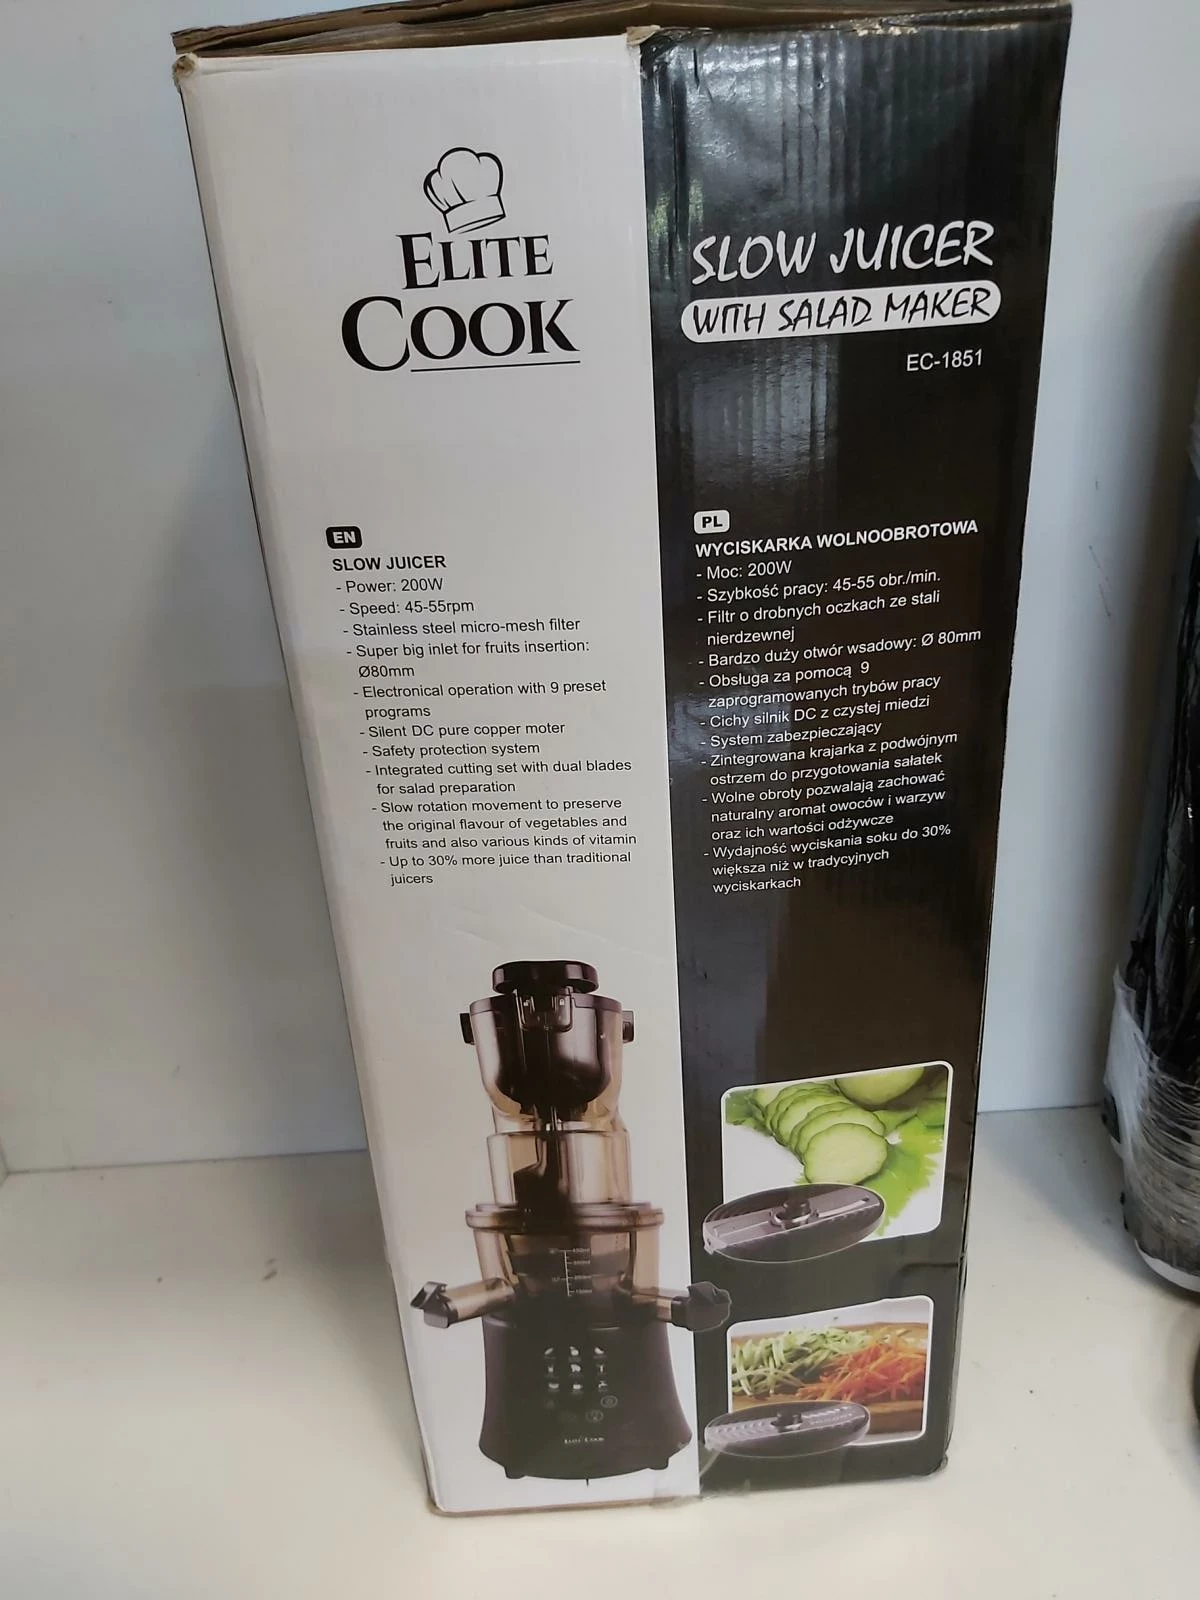 ELITE
COOK
SLOW JUICER
WITH SALAD MAKER
EC-1851
EN
SLOW JUICER
- Power: 200W
- Speed: 45-55rpm
- Stainless steel micro-mesh filter
- Super big inlet for fruits insertion:
Ø80mm
- Electronical operation with 9 preset
programs
- Silent DC pure copper moter
- Safety protection system
- Integrated cutting set with dual blades
for salad preparation
- Slow rotation movement to preserve
the original flavour of vegetables and
fruits and also various kinds of vitamin
- Up to 30% more juice than traditional
juicers
PL
WYCISKARKA WOLNOOBROTOWA
- Moc: 200W
- Szybkość pracy: 45-55 obr./min.
- Filtr o drobnych oczkach ze stali
nierdzewnej
- Bardzo duży otwór wsadowy: Ø 80mm
- Obsługa za pomocą 9
zaprogramowanych trybów pracy
- Cichy silnik DC z czystej miedzi
- System zabezpieczający
- Zintegrowana krajarka z podwójnym
ostrzem do przygotowania sałatek
- Wolne obroty pozwalają zachować
naturalny aromat owoców i warzyw
oraz ich wartości odżywcze
- Wydajność wyciskania soku do 30%
większa niż w tradycyjnych
wyciskarkach
ELITE COOK